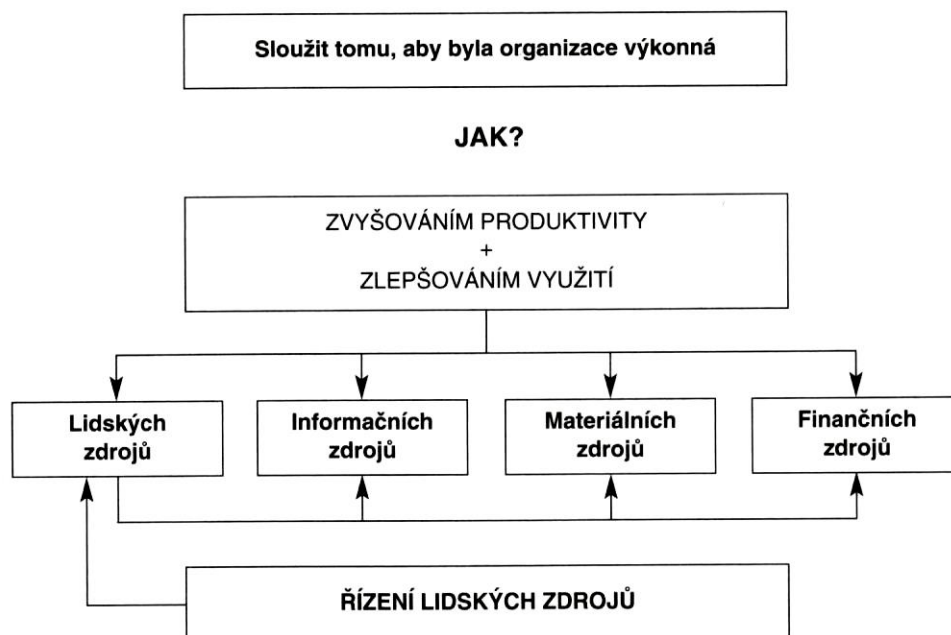 Sloužit tomu, aby byla organizace výkonná
JAK?
ZVYŠOVÁNÍM PRODUKTIVITY
+
ZLEPŠOVÁNÍM VYUŽITÍ
Lidských
zdrojů
Informačních
zdrojů
Materiálních
zdrojů
Finančních
zdrojů
ŘÍZENÍ LIDSKÝCH ZDROJŮ